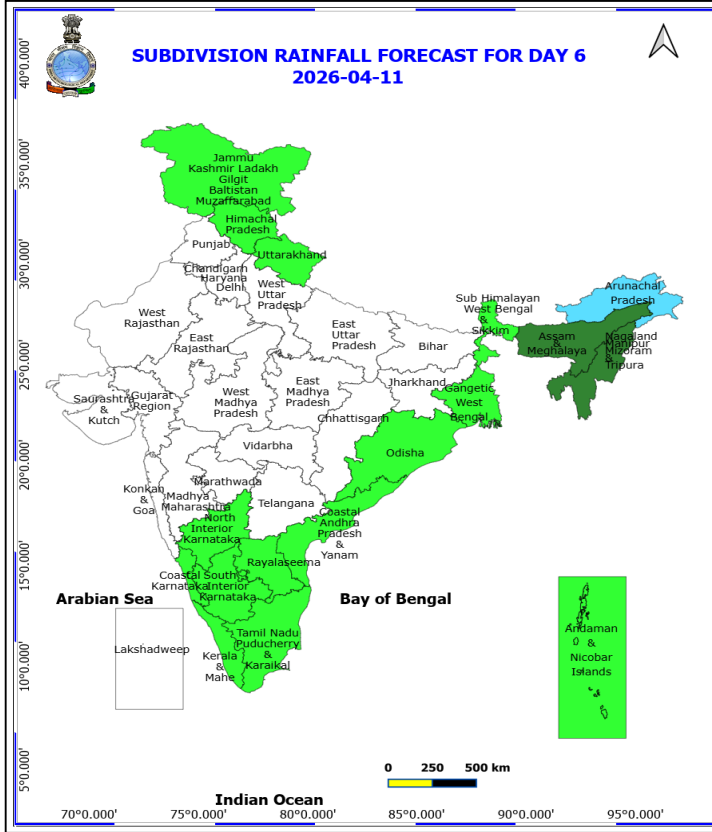 SUBDIVISION RAINFALL FORECAST FOR DAY 6
2026-04-11
40°0.000'
35°0.000'
30°0.000'
25°0.000'
20°0.000'
15°0.000'
10°0.000'
5°0.000'
Jammu
Kashmir Ladakh
Gilgit
Baltistan
Muzaffarabad
Himachal
Pradesh
Punjab
Uttarakhand
Chandigarh
Haryana
Delhi
West
Uttar
Pradesh
West
Rajasthan
East
Rajasthan
East
Uttar
Pradesh
Bihar
Sub Himalayan
West Bengal
&
Sikkim
Arunachal
Pradesh
Assam
&
Meghalaya
Nagaland
Manipur
Mizoram
&
Tripura
Saurashtra
&
Kutch
Gujarat
Region
West
Madhya
Pradesh
East
Madhya
Pradesh
Jharkhand
Gangetic
West
Bengal
Chhattisgarh
Odisha
Vidarbha
Konkan
&
Goa
Madhya
Maharashtra
Marathwada
Telangana
North
Interior
Karnataka
Coastal
Andhra
Pradesh
&
Yanam
Rayalaseema
Coastal
Karnataka
South
Interior
Karnataka
Arabian Sea
Bay of Bengal
Lakshadweep
Kerala
&
Mahe
Tamil Nadu
Puducherry
&
Karaikal
Andaman
&
Nicobar
Islands
0 250 500 km
Indian Ocean
70°0.000' 75°0.000' 80°0.000' 85°0.000' 90°0.000' 95°0.000'